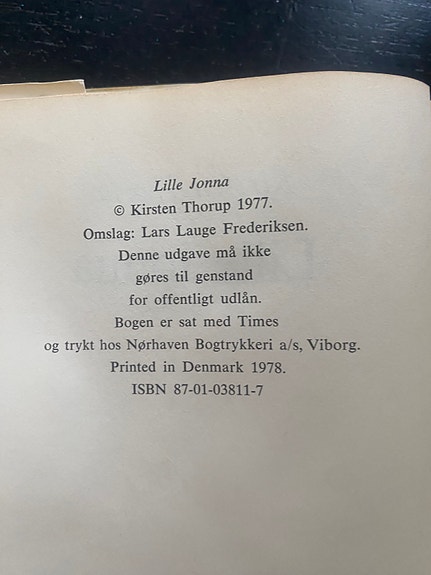 Lille Jonna
© Kirsten Thorup 1977.
Omslag: Lars Lauge Frederiksen.
Denne udgave må ikke
gøres til genstand
for offentligt udlån.
Bogen er sat med Times
og trykt hos Nørhaven Bogtrykkeri a/s, Viborg.
Printed in Denmark 1978.
ISBN 87-01-03811-7